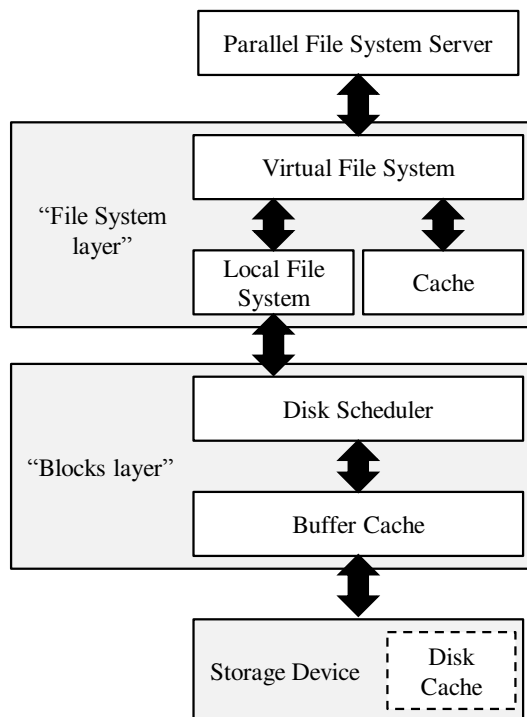 Parallel File System Server
Virtual File System
“File System
layer”
Local File
System
Cache
Disk Scheduler
“Blocks layer”
Buffer Cache
Storage Device
Disk
Cache